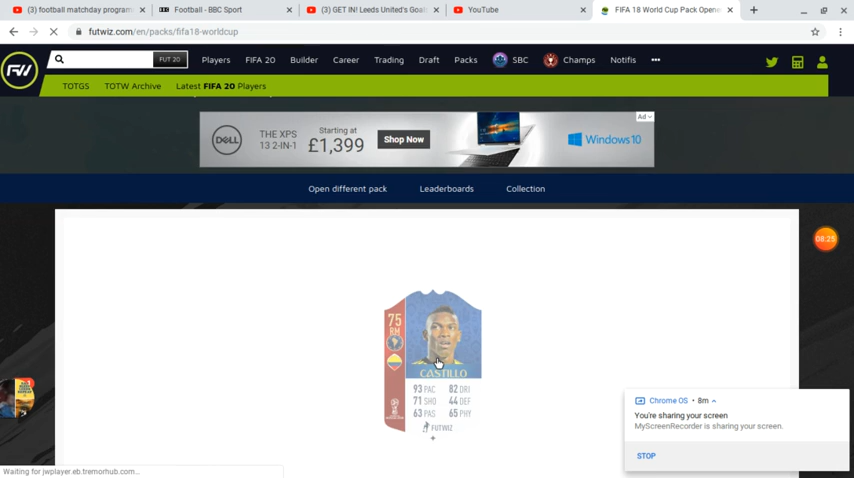 (3) football matchday program
Football - BBC Sport
(3) GET IN! Leeds United's Goal
YouTube
FIFA 18 World Cup Pack Opene
futwiz.com/en/packs/fifa18-worldcup
FW
FUT 20
Players
FIFA 20
Builder
Career
Trading
Draft
Packs
SBC
Champs
Notifis
TOTGS
TOTW Archive
Latest FIFA 20 Players
DELL
THE XPS
13 2-IN-1
Starting at
£1,399
Shop Now
Windows 10
Ad
Open different pack
Leaderboards
Collection
08:25
75
RM
CASTILLO
93 PAC 82 DRI
71 SHO 44 DEF
63 PAS 65 PHY
FUTWIZ
Chrome OS • 8m
You're sharing your screen
MyScreenRecorder is sharing your screen.
STOP
Waiting for jwplayer.eb.tremorhub.com...